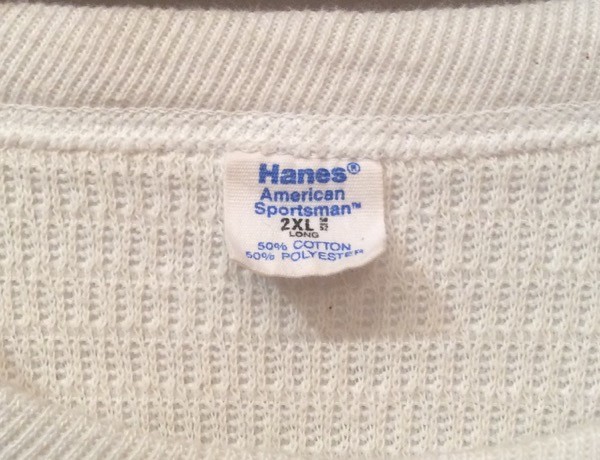 Hanes®
American
Sportsman™
2XL
LONG
50% COTTON
50% POLYESTER